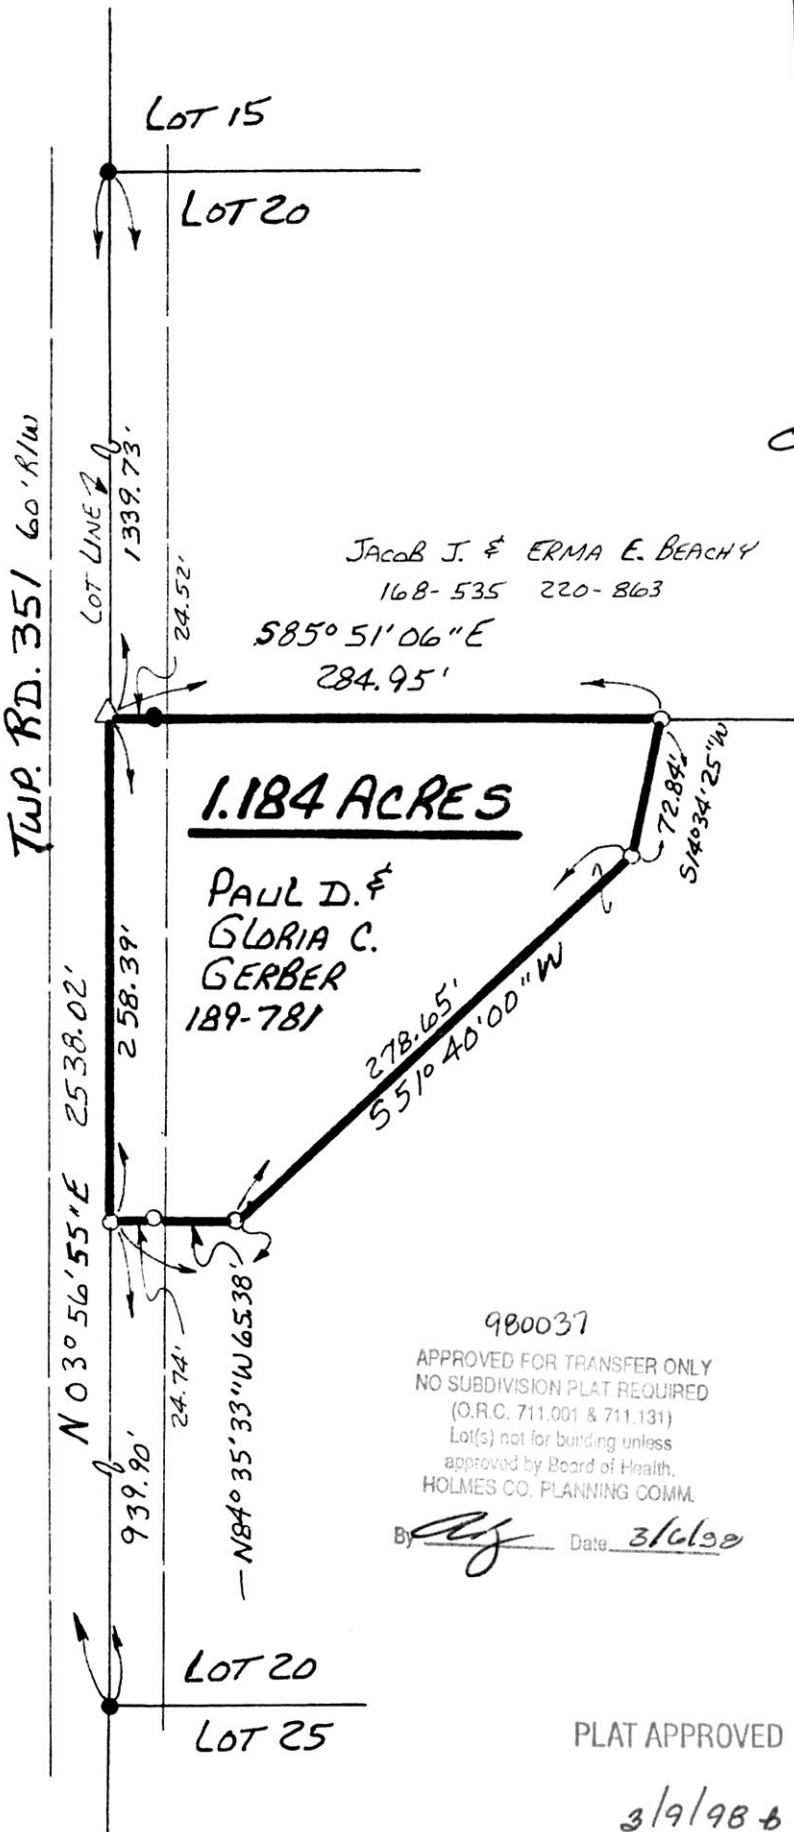 LOT 15
LOT 20
TWP. RD. 351 60' R/W
LOT LINE
1339.73'
24.52'
JACOB J. & ERMA E. BEACHY
168-535 220-863
S85° 51' 06" E
284.95'
72.84'
S14° 34' 25" W
1.184 ACRES
PAUL D. &
GLORIA C.
GERBER
189-781
258.39'
278.65'
S 51° 40' 00" W
N 03° 56' 55" E 2538.02'
939.90'
24.74'
N84° 35' 33" W 65.38'
980037
APPROVED FOR TRANSFER ONLY
NO SUBDIVISION PLAT REQUIRED
(O.R.C. 711.001 & 711.131)
Lot(s) not for building unless
approved by Board of Health.
HOLMES CO. PLANNING COMM.
By Date 3/6/98
LOT 20
LOT 25
PLAT APPROVED
3/9/98